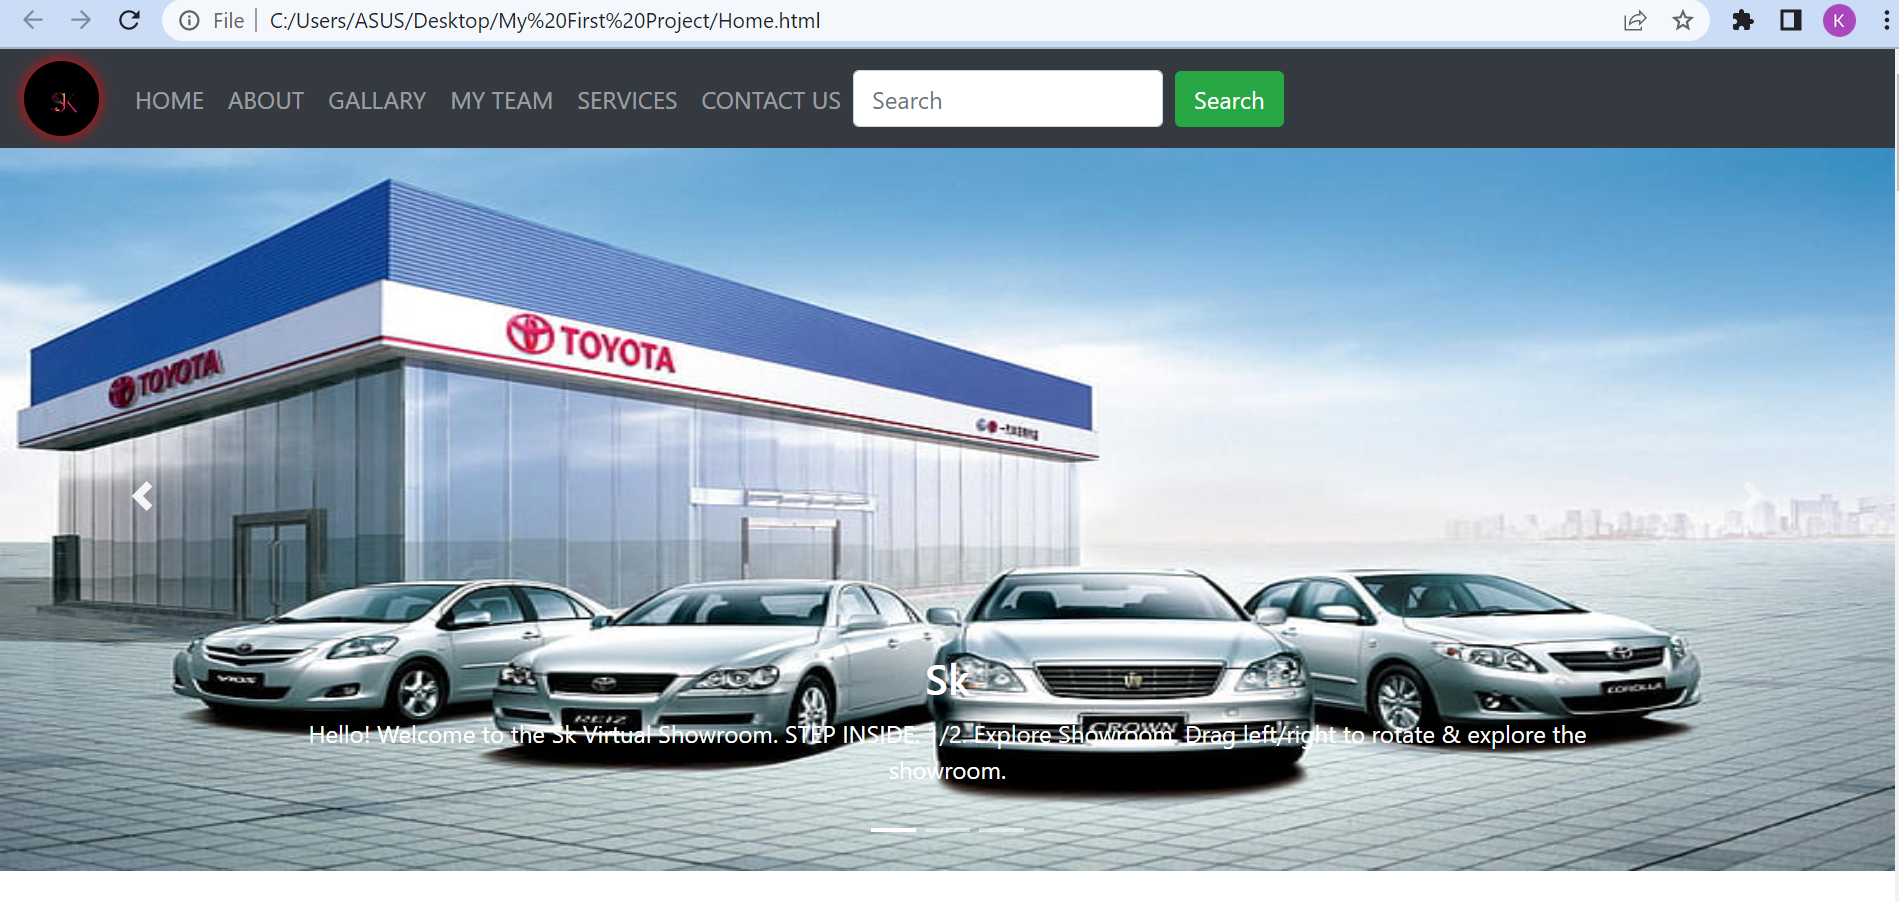 File C:/Users/ASUS/Desktop/My%20First%20Project/Home.html K
SK HOME ABOUT GALLARY MY TEAM SERVICES CONTACT US Search Search
TOYOTA
TOYOTA
VIOS
REIZ
CROWN
COROLLA
Sk
Hello! Welcome to the Sk Virtual Showroom. STEP INSIDE. 1/2. Explore Showroom. Drag left/right to rotate & explore the
showroom.